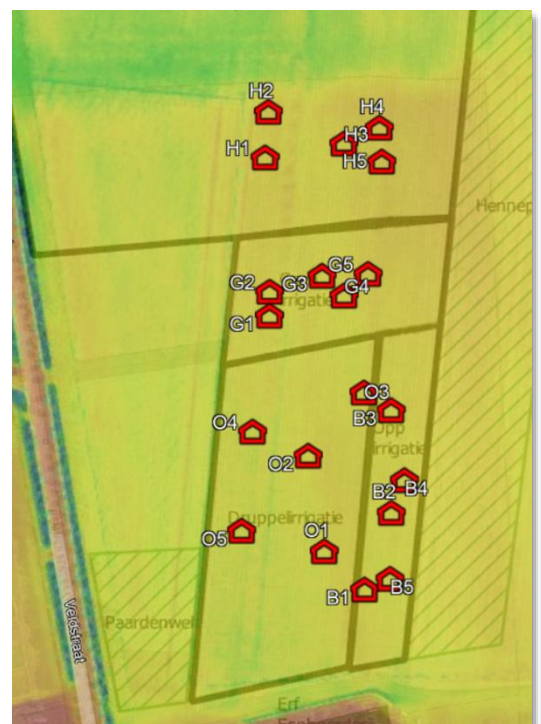 H2
H4
H3
H1
H5
Hennep
G5
G2
G3
G4
irrigatie
G1
O3
B3
O4
Opp
irrigatie
O2
B4
B2
Druppelirrigatie
O1
O5
B5
B1
Veldstraat
Paardenwei
Erf